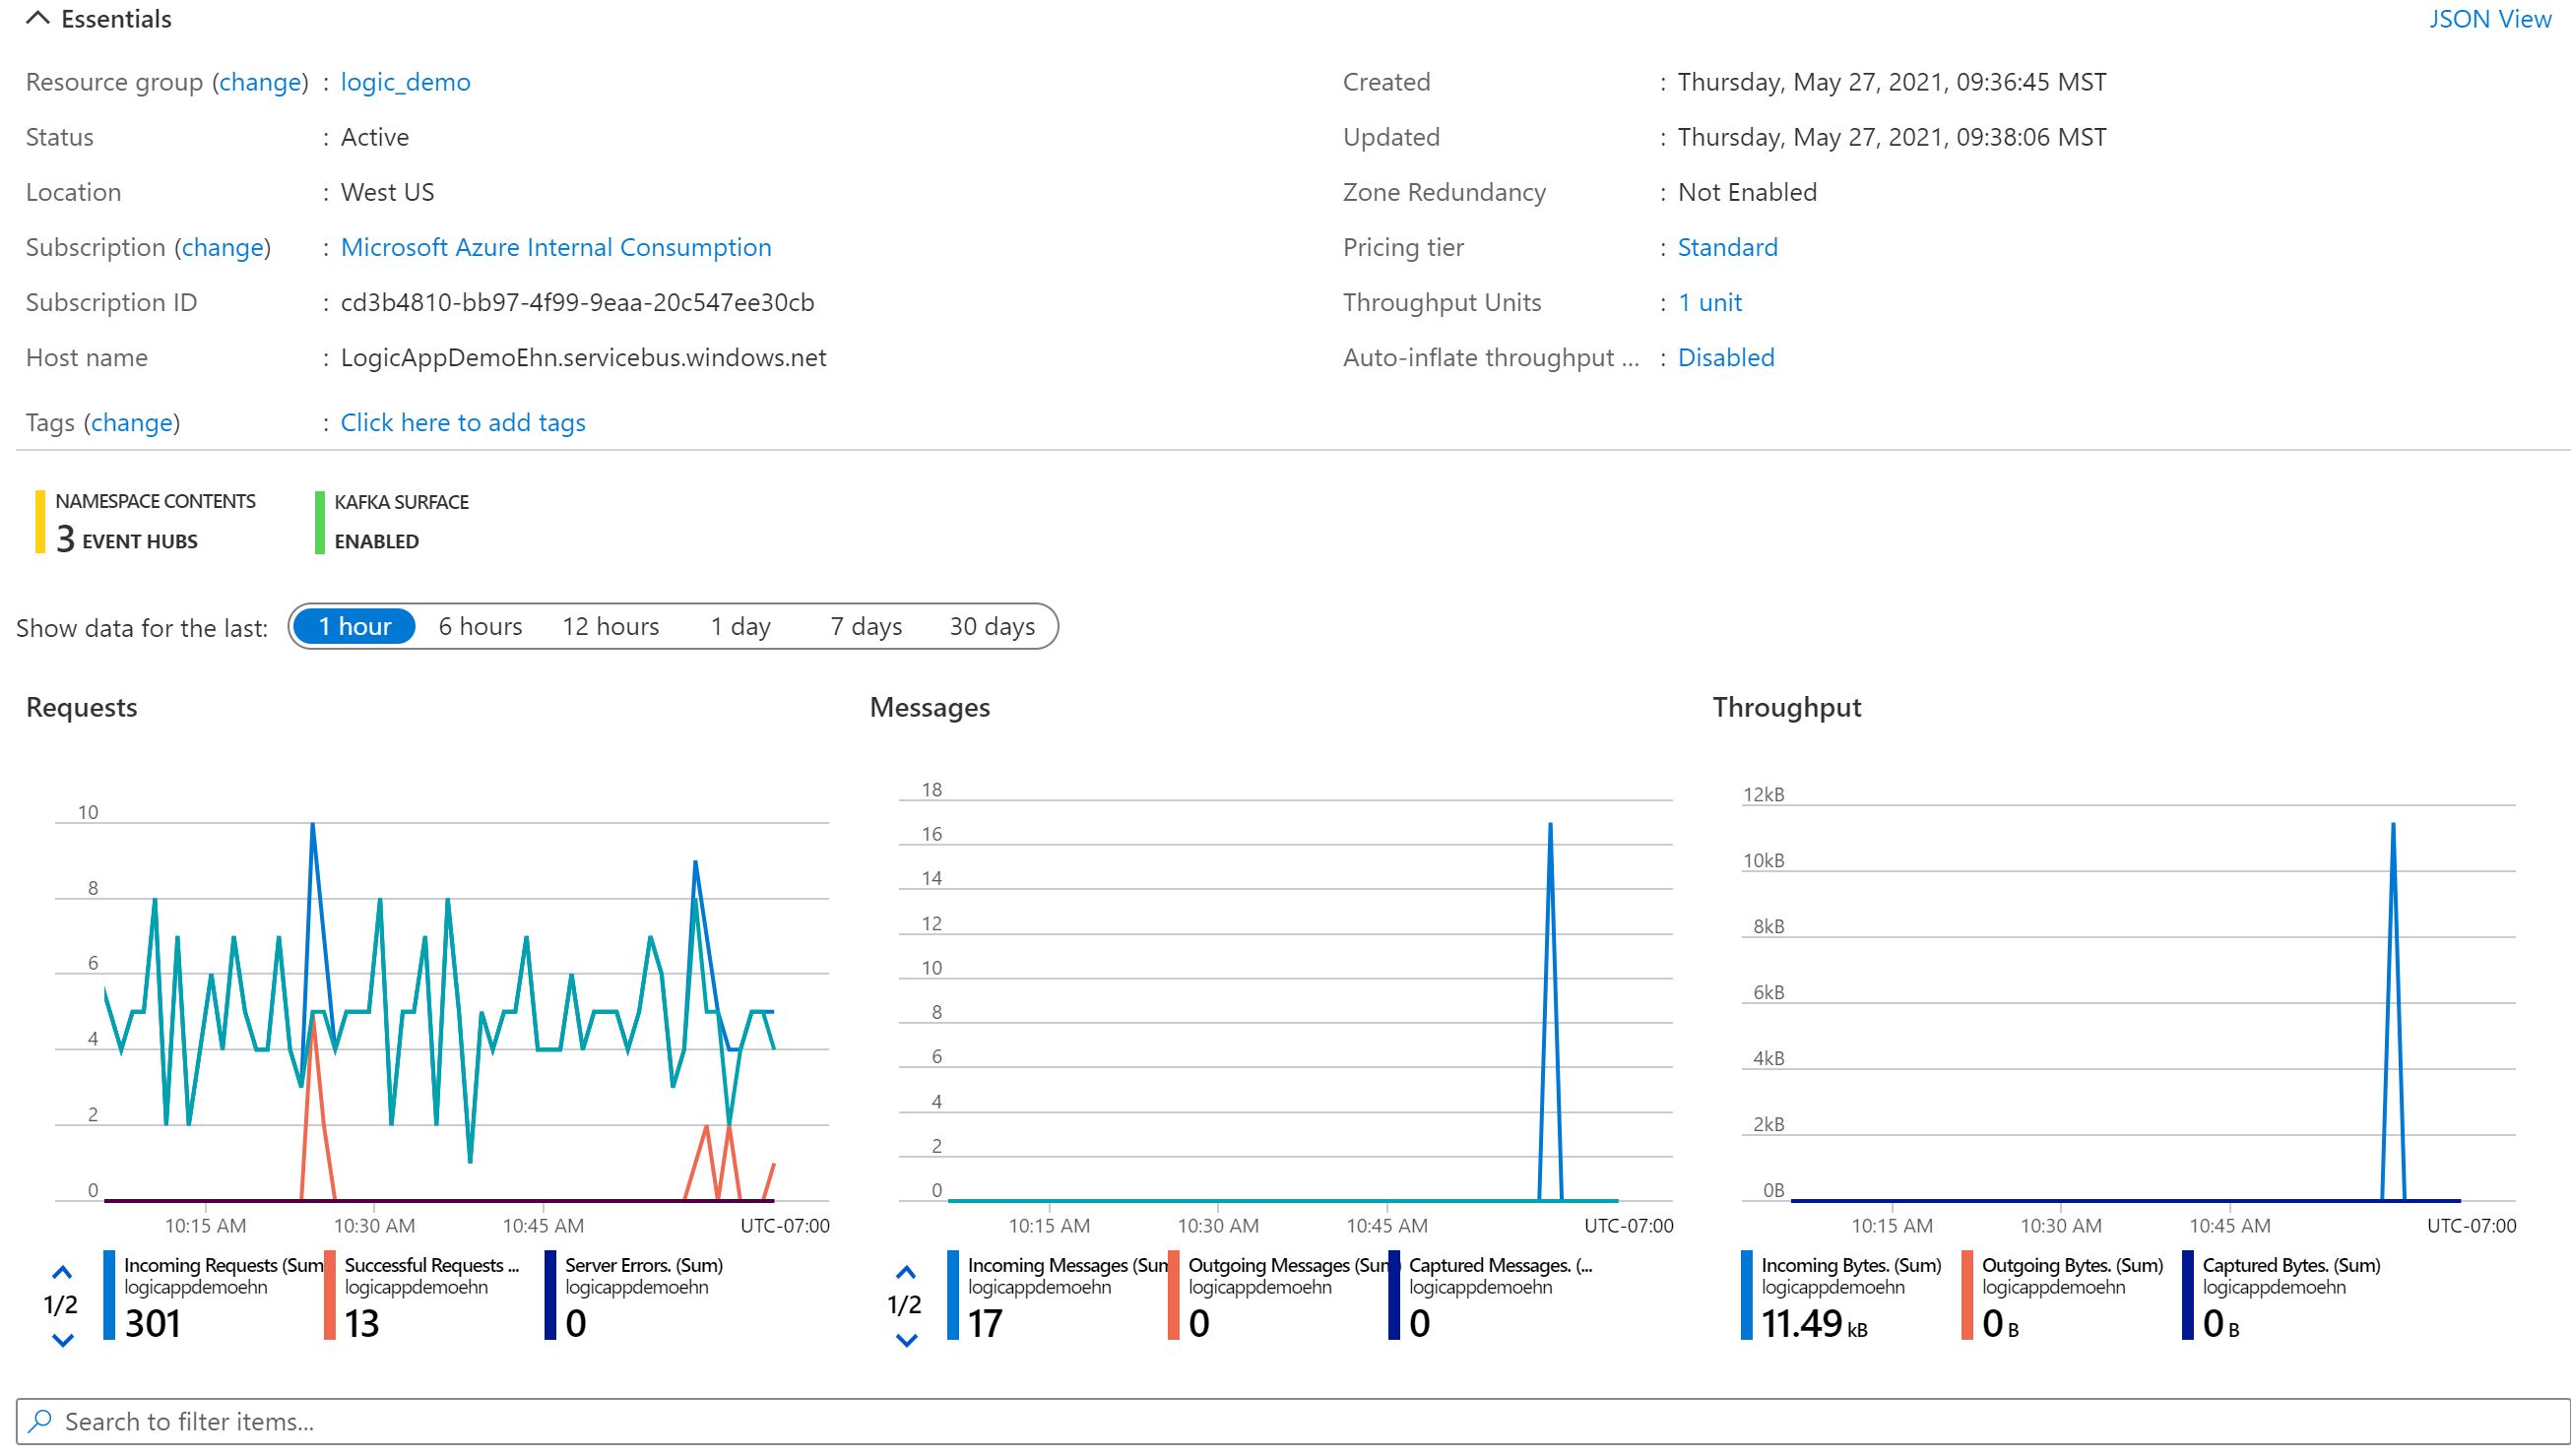 Essentials
JSON View
Resource group (change) : logic_demo
Created : Thursday, May 27, 2021, 09:36:45 MST
Status : Active
Updated : Thursday, May 27, 2021, 09:38:06 MST
Location : West US
Zone Redundancy : Not Enabled
Subscription (change) : Microsoft Azure Internal Consumption
Pricing tier : Standard
Subscription ID : cd3b4810-bb97-4f99-9eaa-20c547ee30cb
Throughput Units : 1 unit
Host name : LogicAppDemoEhn.servicebus.windows.net
Auto-inflate throughput ... : Disabled
Tags (change) : Click here to add tags
NAMESPACE CONTENTS
3 EVENT HUBS
KAFKA SURFACE
ENABLED
Show data for the last: 1 hour 6 hours 12 hours 1 day 7 days 30 days
Requests
10
8
6
4
2
0
10:15 AM 10:30 AM 10:45 AM UTC-07:00
1/2
Incoming Requests (Sum
logicappdemoehn
301
Successful Requests ...
logicappdemoehn
13
Server Errors. (Sum)
logicappdemoehn
0
Messages
18
16
14
12
10
8
6
4
2
0
10:15 AM 10:30 AM 10:45 AM UTC-07:00
1/2
Incoming Messages (Sum
logicappdemoehn
17
Outgoing Messages (Sum
logicappdemoehn
0
Captured Messages. (...
logicappdemoehn
0
Throughput
12kB
10kB
8kB
6kB
4kB
2kB
0B
10:15 AM 10:30 AM 10:45 AM UTC-07:00
Incoming Bytes. (Sum)
logicappdemoehn
11.49 kB
Outgoing Bytes. (Sum)
logicappdemoehn
0 B
Captured Bytes. (Sum)
logicappdemoehn
0 B
Search to filter items...